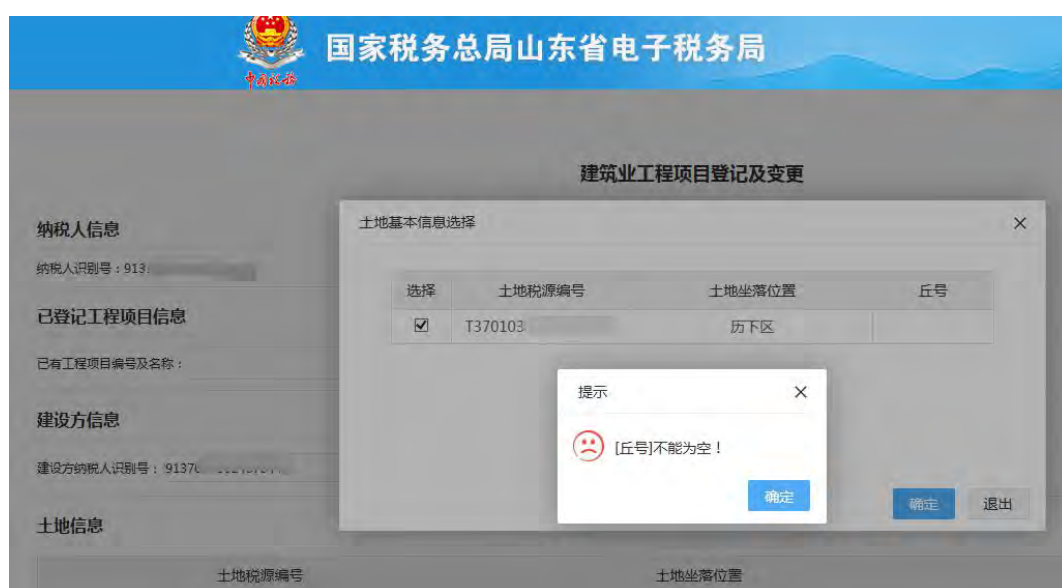 国家税务总局山东省电子税务局
中国税务
建筑业工程项目登记及变更
纳税人信息
纳税人识别号：913
已登记工程项目信息
已有工程项目编号及名称：
建设方信息
建设方纳税人识别号：9137
土地信息
土地税源编号 土地坐落位置
土地基本信息选择
选择 土地税源编号 土地坐落位置 丘号
T370103 历下区
提示
[丘号]不能为空！
确定
确定 退出